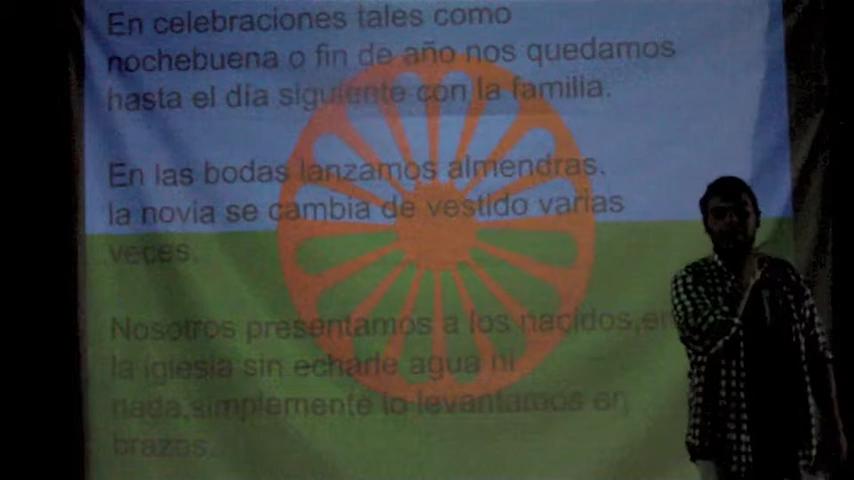 En celebraciones tales como
nochebuena o fin de año nos quedamos
hasta el día siguiente con la familia.
En las bodas lanzamos almendras.
la novia se cambia de vestido varias
veces.
Nosotros presentamos a los nacidos,en
la iglesia sin echarle agua ni
nada,simplemente lo levantamos en
brazos.